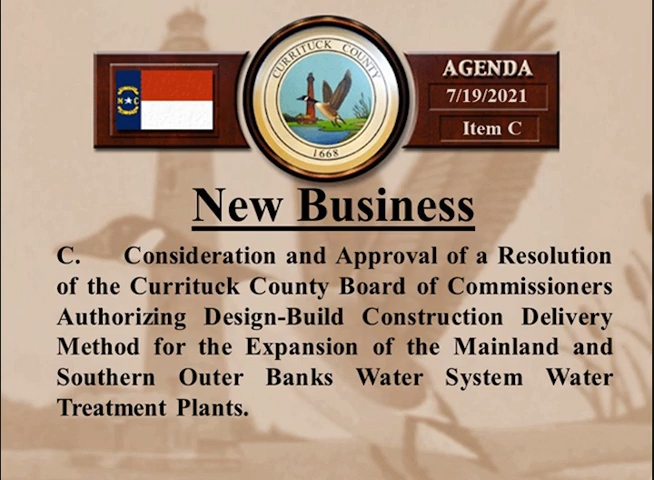 CURRITUCK COUNTY
1668
N C
AGENDA
7/19/2021
Item C
New Business
C. Consideration and Approval of a Resolution
of the Currituck County Board of Commissioners
Authorizing Design-Build Construction Delivery
Method for the Expansion of the Mainland and
Southern Outer Banks Water System Water
Treatment Plants.